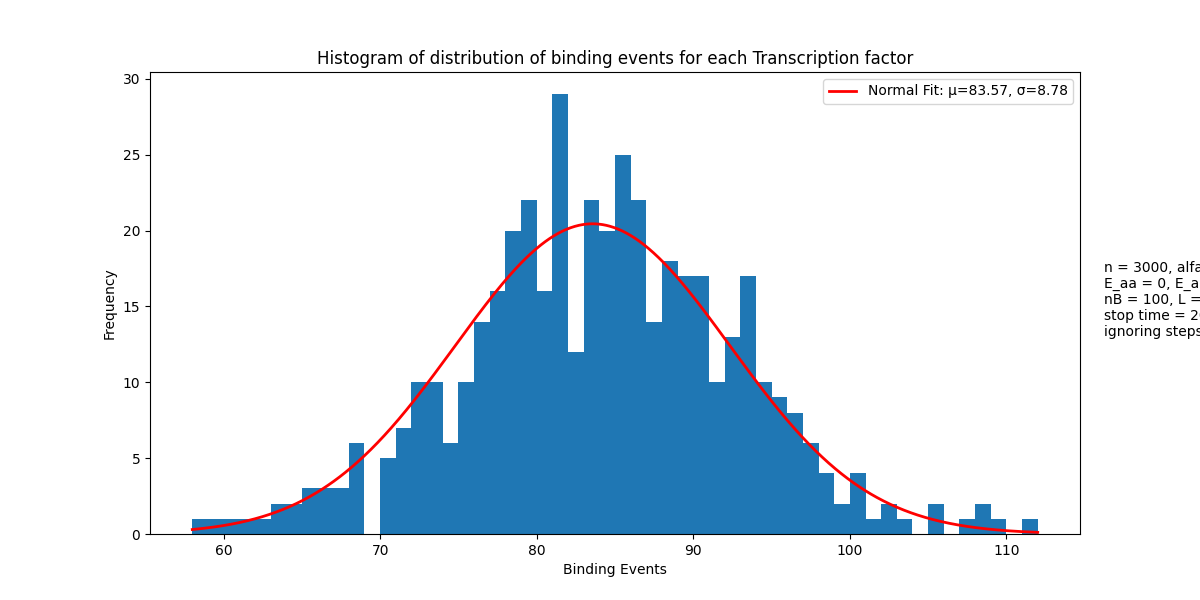 Histogram of distribution of binding events for each Transcription factor
Normal Fit: μ=83.57, σ=8.78
Frequency
30
25
20
15
10
5
0
60 70 80 90 100 110
Binding Events
n = 3000, alfa
E_aa = 0, E_a
nB = 100, L =
stop time = 2
ignoring steps